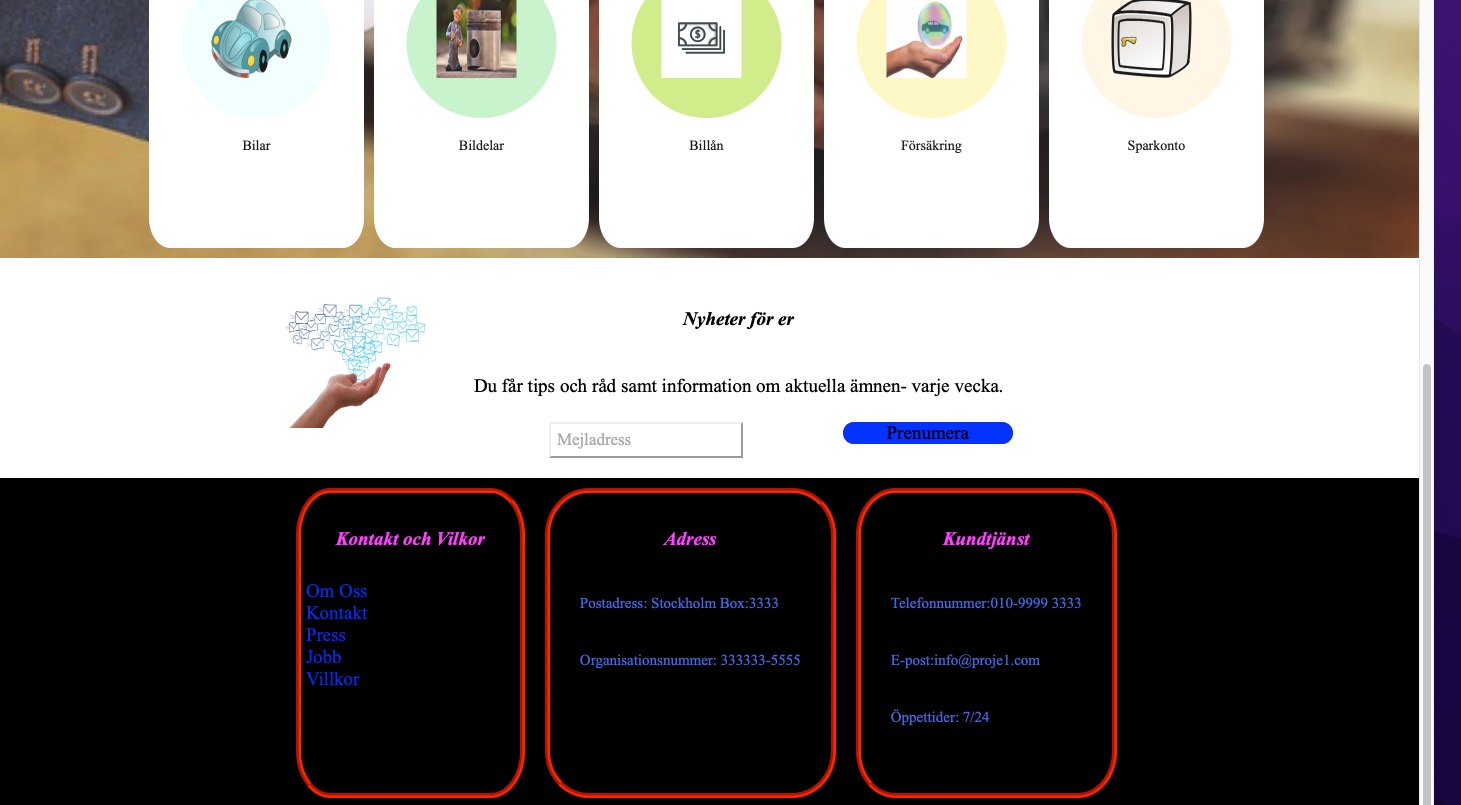 Bilar
Bildelar
Billån
Försäkring
Sparkonto
Nyheter för er
Du får tips och råd samt information om aktuella ämnen- varje vecka.
Mejladress
Prenumera
Kontakt och Vilkor
Om Oss
Kontakt
Press
Jobb
Villkor
Adress
Postadress: Stockholm Box:3333
Organisationsnummer: 333333-5555
Kundtjänst
Telefonnummer:010-9999 3333
E-post:info@proje1.com
Öppettider: 7/24